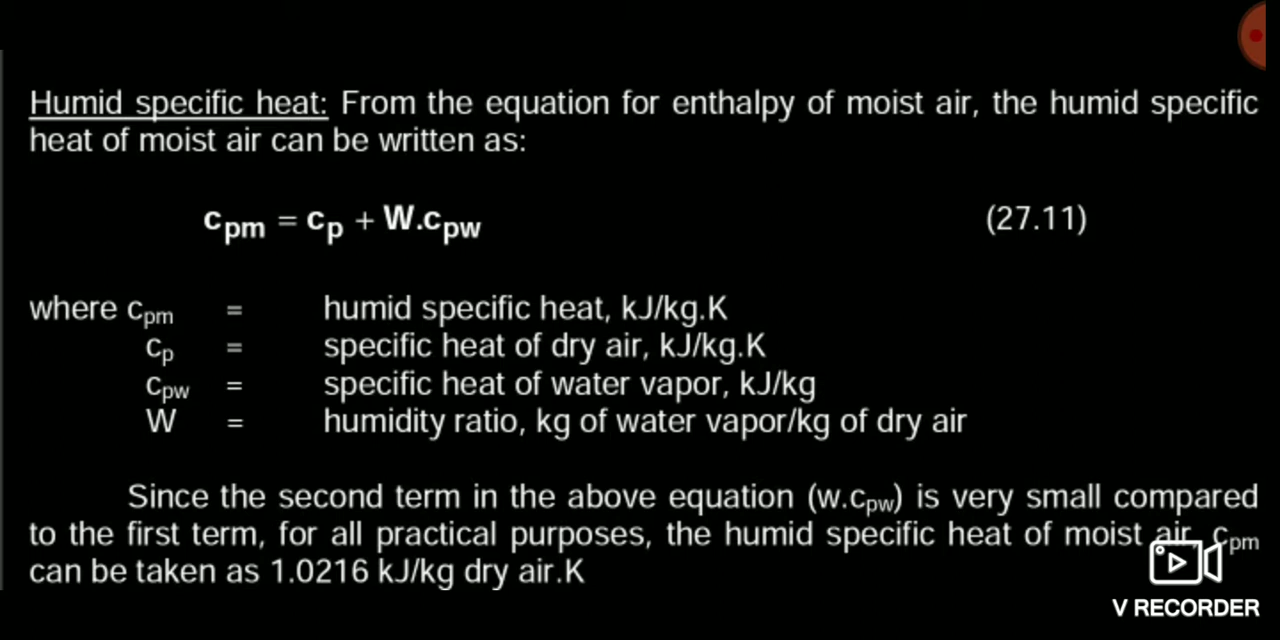 Humid specific heat: From the equation for enthalpy of moist air, the humid specific
heat of moist air can be written as:
cpm = cp + W.cpw (27.11)
where cpm = humid specific heat, kJ/kg.K
cp = specific heat of dry air, kJ/kg.K
cpw = specific heat of water vapor, kJ/kg
W = humidity ratio, kg of water vapor/kg of dry air
Since the second term in the above equation (w.cpw) is very small compared
to the first term, for all practical purposes, the humid specific heat of moist air, cpm
can be taken as 1.0216 kJ/kg dry air.K
V RECORDER